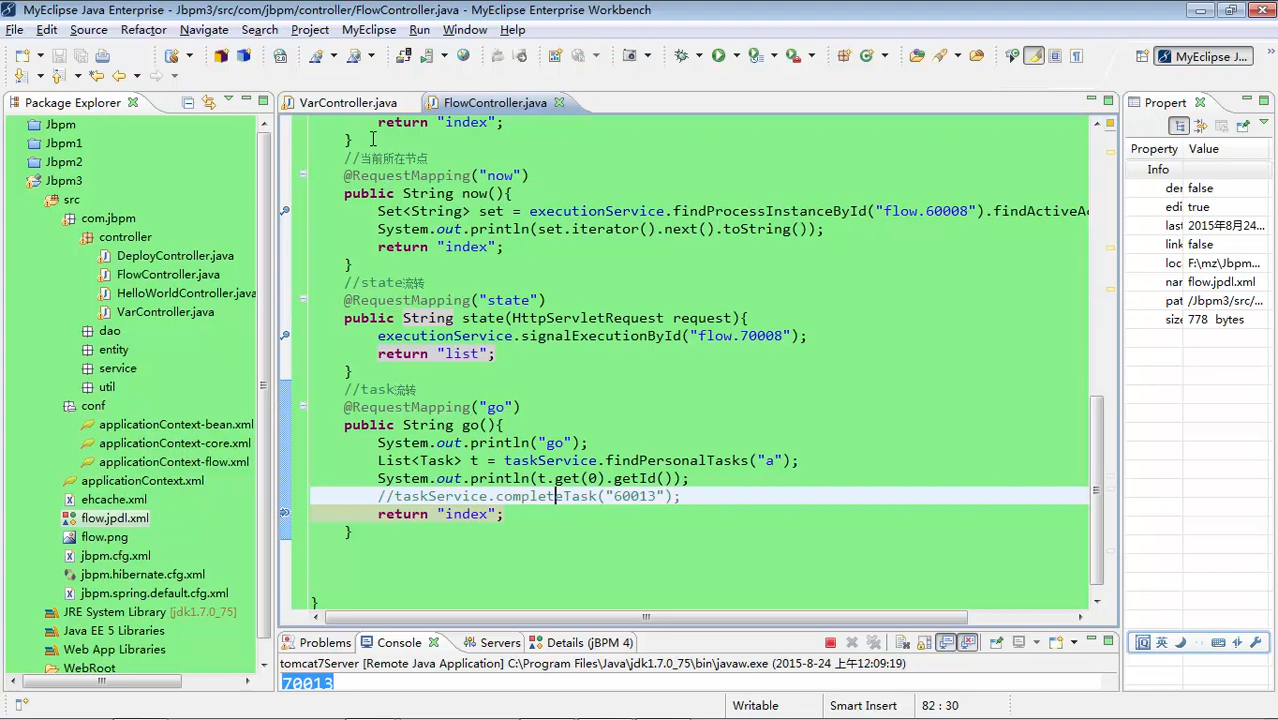 MyEclipse Java Enterprise - Jbpm3/src/com/jbpm/controller/FlowController.java - MyEclipse Enterprise Workbench
File Edit Source Refactor Navigate Search Project MyEclipse Run Window Help
MyEclipse J...
Package Explorer
VarController.java
FlowController.java
Propert
Jbpm
Jbpm1
Jbpm2
Jbpm3
src
com.jbpm
controller
DeployController.java
FlowController.java
HelloWorldController.java
VarController.java
dao
entity
service
util
conf
applicationContext-bean.xml
applicationContext-core.xml
applicationContext-flow.xml
applicationContext.xml
ehcache.xml
flow.jpdl.xml
flow.png
jbpm.cfg.xml
jbpm.hibernate.cfg.xml
jbpm.spring.default.cfg.xml
JRE System Library [jdk1.7.0_75]
Java EE 5 Libraries
Web App Libraries
WebRoot
return "index";
}
//当前所在节点
@RequestMapping("now")
public String now(){
Set<String> set = executionService.findProcessInstanceById("flow.60008").findActiveAc
System.out.println(set.iterator().next().toString());
return "index";
}
//state流转
@RequestMapping("state")
public String state(HttpServletRequest request){
executionService.signalExecutionById("flow.70008");
return "list";
}
//task流转
@RequestMapping("go")
public String go(){
System.out.println("go");
List<Task> t = taskService.findPersonalTasks("a");
System.out.println(t.get(0).getId());
//taskService.completeTask("60013");
return "index";
}
}
Property Value
Info
der false
edi true
last 2015年8月24...
link false
loc F:\mz\Jbpm...
nar flow.jpdl.xml
pat /Jbpm3/src/...
size 778 bytes
Problems Console Servers Details (jBPM 4)
tomcat7Server [Remote Java Application] C:\Program Files\Java\jdk1.7.0_75\bin\javaw.exe (2015-8-24 上午12:09:19)
70013
英
Writable Smart Insert 82 : 30